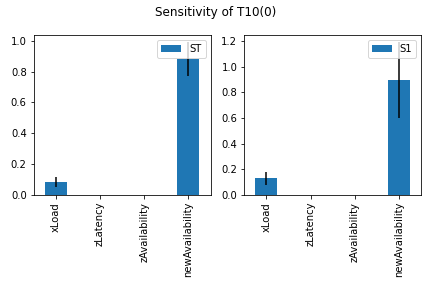 Sensitivity of T10(0)
1.0
0.8
0.6
0.4
0.2
0.0
ST
xLoad
zLatency
zAvailability
newAvailability
1.2
1.0
0.8
0.6
0.4
0.2
0.0
S1
xLoad
zLatency
zAvailability
newAvailability